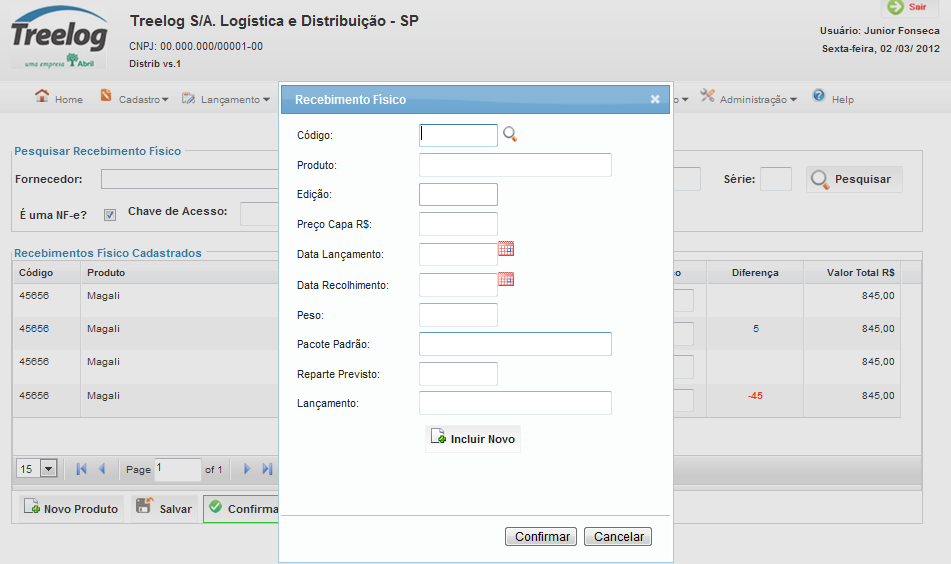 Treelog
uma empresa Abril
Treelog S/A. Logística e Distribuição - SP
CNPJ: 00.000.000/00001-00
Distrib vs.1
Sair
Usuário: Junior Fonseca
Sexta-feira, 02 /03/ 2012
Home Cadastro Lançamento o Administração Help
Pesquisar Recebimento Físico
Fornecedor: Série: Pesquisar
É uma NF-e? Chave de Acesso:
Recebimentos Físico Cadastrados
Código Produto o Diferença Valor Total R$
45656 Magali 845,00
45656 Magali 5 845,00
45656 Magali 845,00
45656 Magali -45 845,00
15 Page 1 of 1
Novo Produto Salvar Confirma
Recebimento Físico
Código:
Produto:
Edição:
Preço Capa R$:
Data Lançamento:
Data Recolhimento:
Peso:
Pacote Padrão:
Reparte Previsto:
Lançamento:
Incluir Novo
Confirmar Cancelar